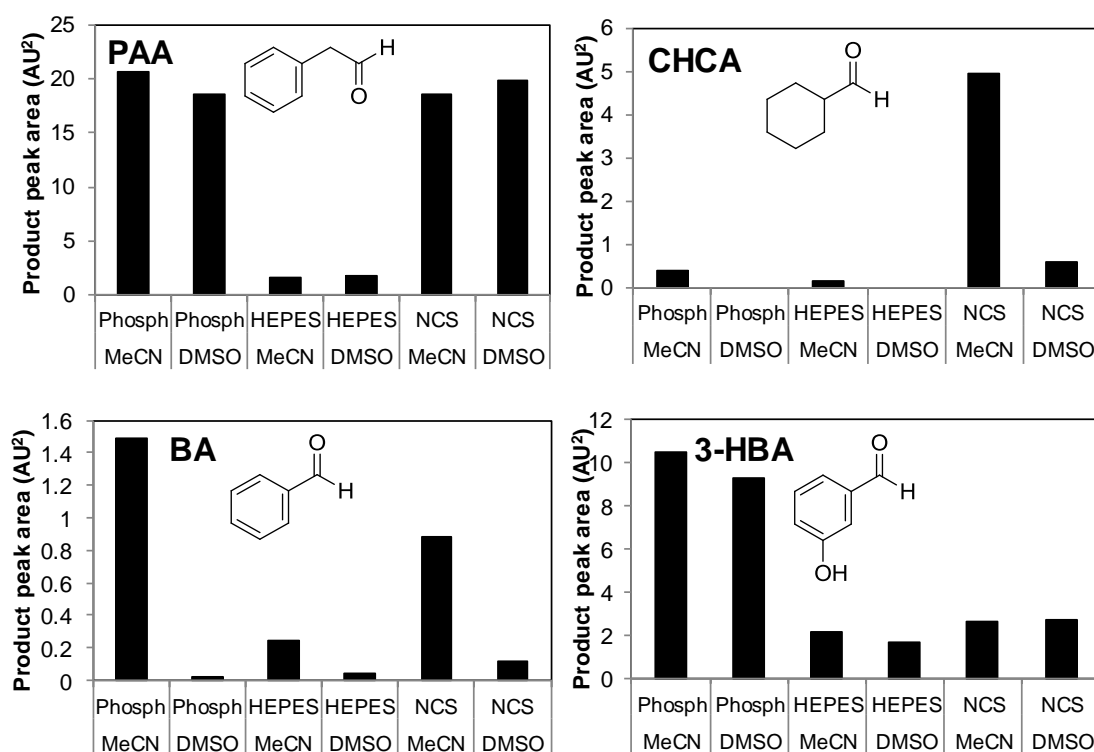 PAA
Product peak area (AU²)
25
20
15
10
5
0
H
O
Phosph Phosph HEPES HEPES NCS NCS
MeCN DMSO MeCN DMSO MeCN DMSO
CHCA
Product peak area (AU²)
6
5
4
3
2
1
0
O
H
Phosph Phosph HEPES HEPES NCS NCS
MeCN DMSO MeCN DMSO MeCN DMSO
BA
Product peak area (AU²)
1.6
1.4
1.2
1
0.8
0.6
0.4
0.2
0
O
H
Phosph Phosph HEPES HEPES NCS NCS
MeCN DMSO MeCN DMSO MeCN DMSO
3-HBA
Product peak area (AU²)
12
10
8
6
4
2
0
O
H
OH
Phosph Phosph HEPES HEPES NCS NCS
MeCN DMSO MeCN DMSO MeCN DMSO